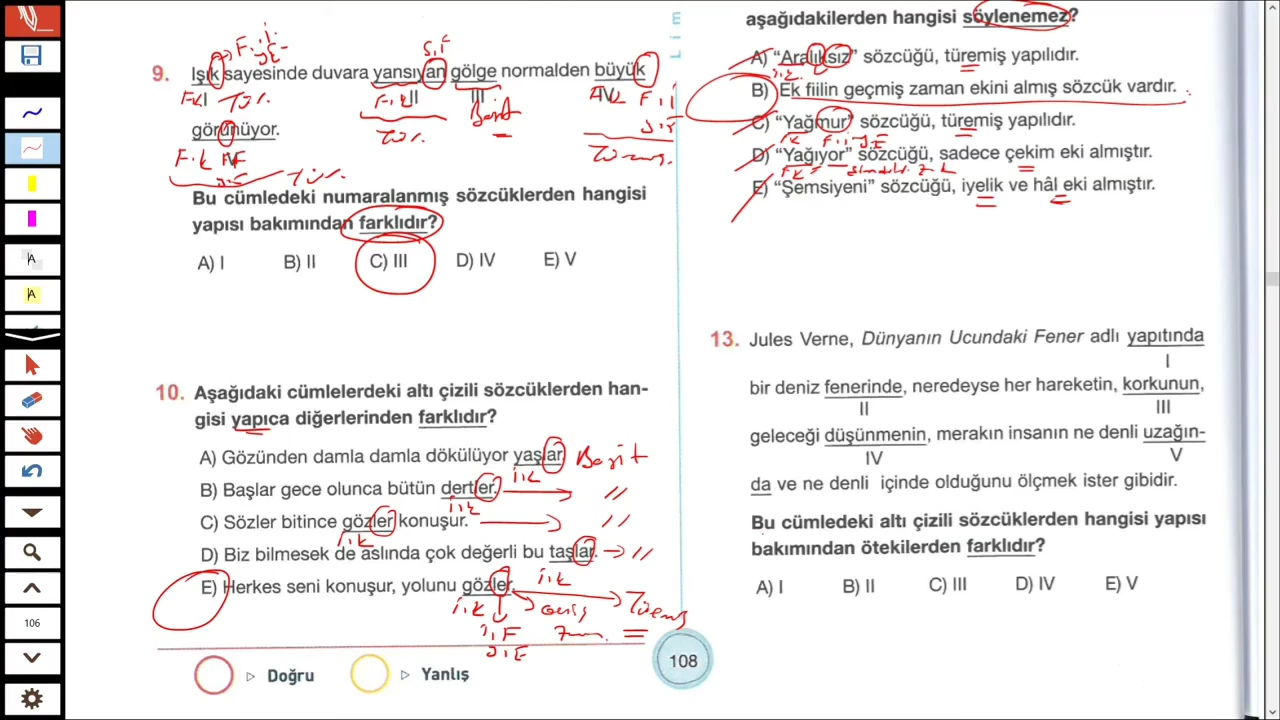 9. Işık sayesinde duvara yansıyan gölge normalden büyük
I II III IV
görünüyor.
V
Bu cümledeki numaralanmış sözcüklerden hangisi
yapısı bakımından farklıdır?
A) I B) II C) III D) IV E) V
F.İ.
S.F
Basit
10. Aşağıdaki cümlelerdeki altı çizili sözcüklerden han-
gisi yapıca diğerlerinden farklıdır?
A) Gözünden damla damla dökülüyor yaşlar. Basit
B) Başlar gece olunca bütün dertler. "
C) Sözler bitince gözler konuşur. "
D) Biz bilmesek de aslında çok değerli bu taşlar. "
E) Herkes seni konuşur, yolunu gözler.
i.k
Doğru
Yanlış
108
aşağıdakilerden hangisi söylenemez?
A) "Aralıksız" sözcüğü, türemiş yapılıdır.
B) Ek fiilin geçmiş zaman ekini almış sözcük vardır.
C) "Yağmur" sözcüğü, türemiş yapılıdır.
D) "Yağıyor" sözcüğü, sadece çekim eki almıştır.
E) "Şemsiyeni" sözcüğü, iyelik ve hâl eki almıştır.
13. Jules Verne, Dünyanın Ucundaki Fener adlı yapıtında
I
bir deniz fenerinde, neredeyse her hareketin, korkunun,
II III
geleceği düşünmenin, merakın insanın ne denli uzağın-
IV V
da ve ne denli içinde olduğunu ölçmek ister gibidir.
Bu cümledeki altı çizili sözcüklerden hangisi yapısı
bakımından ötekilerden farklıdır?
A) I B) II C) III D) IV E) V
A
A
106